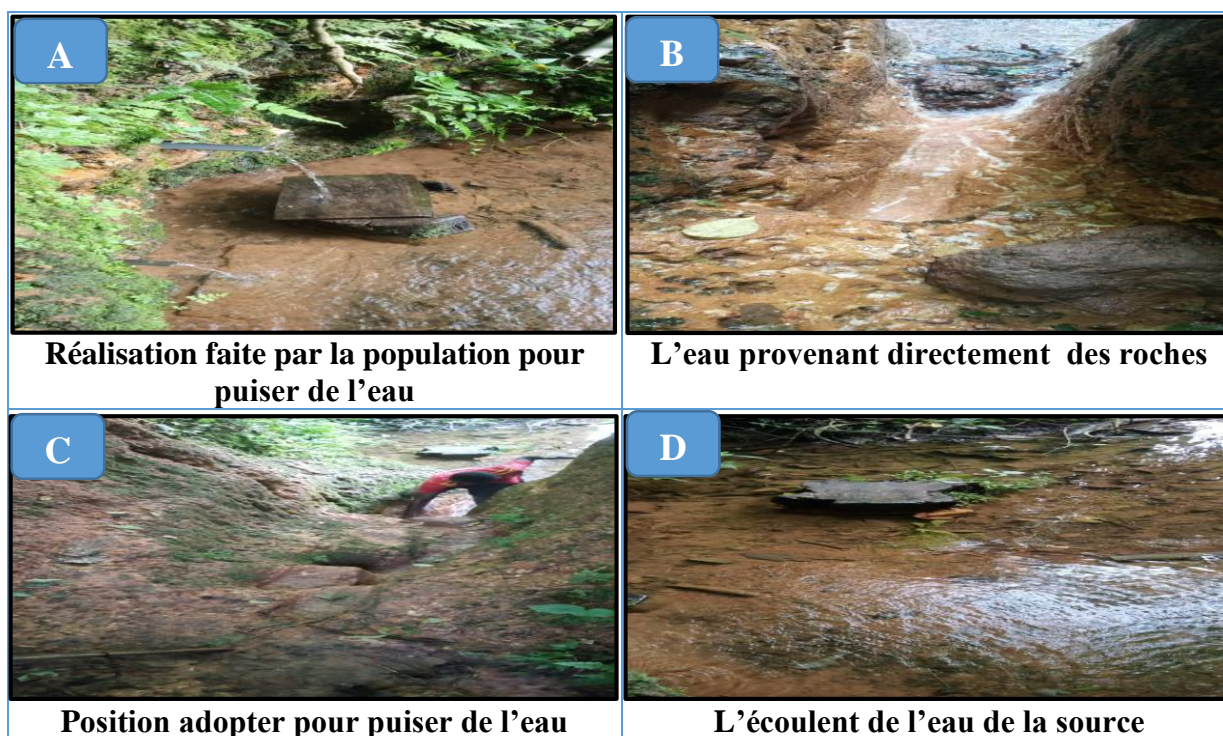 A
B
Réalisation faite par la population pour
puiser de l’eau
L’eau provenant directement des roches
C
D
Position adopter pour puiser de l’eau
L’écoulent de l’eau de la source